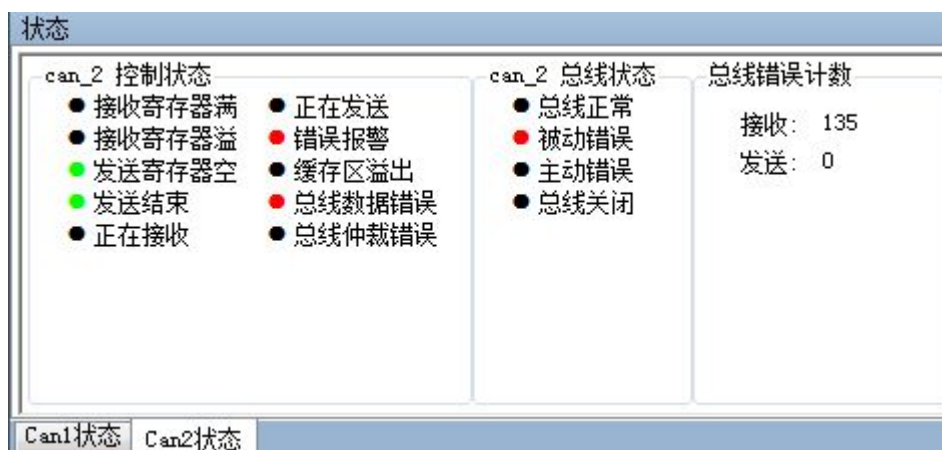 状态
can_2 控制状态
接收寄存器满
接收寄存器溢
发送寄存器空
发送结束
正在接收
正在发送
错误报警
缓存区溢出
总线数据错误
总线仲裁错误
can_2 总线状态
总线正常
被动错误
主动错误
总线关闭
总线错误计数
接收: 135
发送: 0
Can1状态
Can2状态